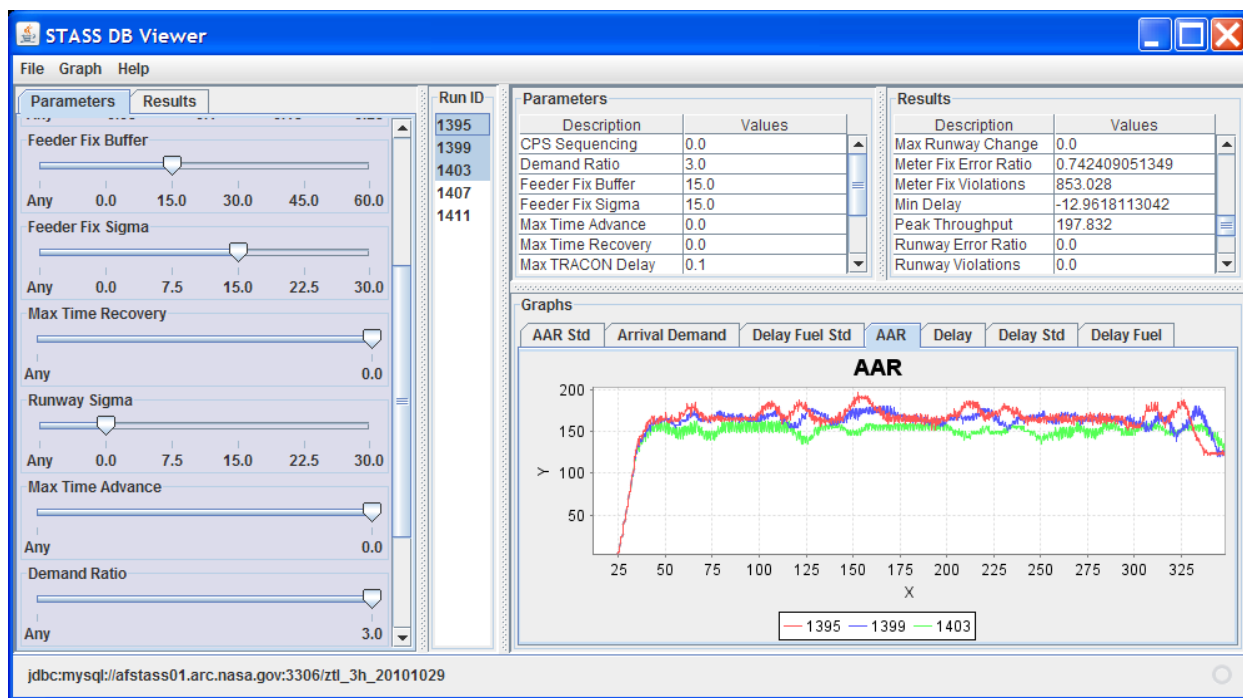 STASS DB Viewer
File Graph Help
Parameters Results
Feeder Fix Buffer
Any 0.0 15.0 30.0 45.0 60.0
Feeder Fix Sigma
Any 0.0 7.5 15.0 22.5 30.0
Max Time Recovery
Any 0.0
Runway Sigma
Any 0.0 7.5 15.0 22.5 30.0
Max Time Advance
Any 0.0
Demand Ratio
Any 3.0
Run ID
1395
1399
1403
1407
1411
Parameters
Description Values
CPS Sequencing 0.0
Demand Ratio 3.0
Feeder Fix Buffer 15.0
Feeder Fix Sigma 15.0
Max Time Advance 0.0
Max Time Recovery 0.0
Max TRACON Delay 0.1
Results
Description Values
Max Runway Change 0.0
Meter Fix Error Ratio 0.742409051349
Meter Fix Violations 853.028
Min Delay -12.9618113042
Peak Throughput 197.832
Runway Error Ratio 0.0
Runway Violations 0.0
Graphs
AAR Std Arrival Demand Delay Fuel Std AAR Delay Delay Std Delay Fuel
AAR
200
150
100
50
Y
25 50 75 100 125 150 175 200 225 250 275 300 325
X
1395 1399 1403
jdbc:mysql://afstass01.arc.nasa.gov:3306/ztl_3h_20101029